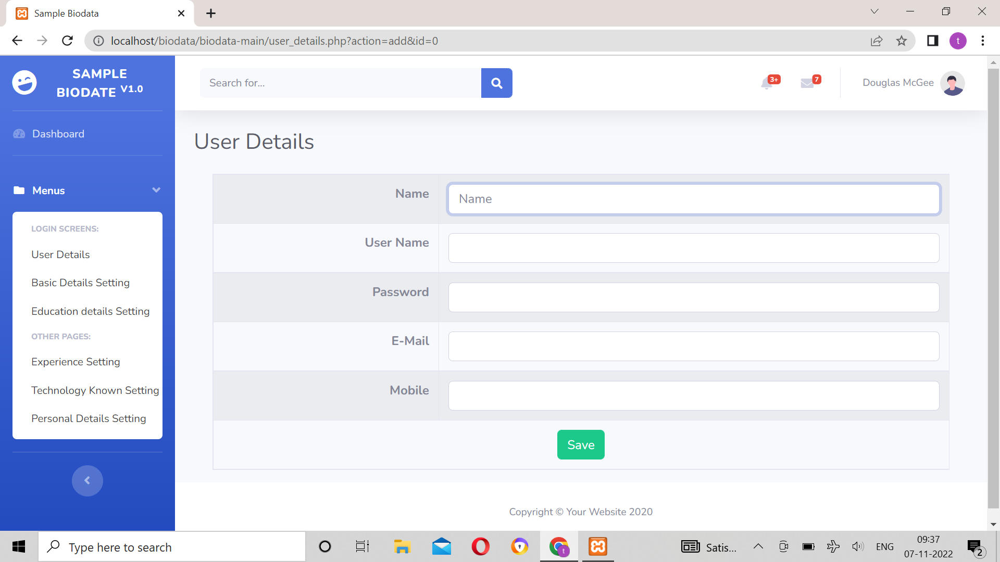 Sample Biodata
localhost/biodata/biodata-main/user_details.php?action=add&id=0
t
SAMPLE
BIODATE V1.0
Search for...
3+
7
Douglas McGee
Dashboard
User Details
Menus
LOGIN SCREENS:
User Details
Basic Details Setting
Education details Setting
OTHER PAGES:
Experience Setting
Technology Known Setting
Personal Details Setting
Name
Name
User Name
Password
E-Mail
Mobile
Save
Copyright © Your Website 2020
Type here to search
t
Satis...
ENG
09:37
07-11-2022
2